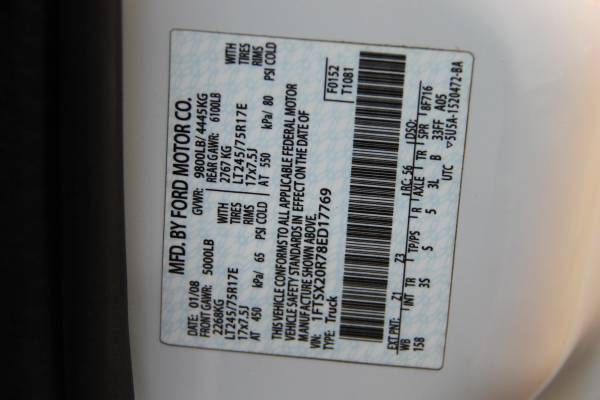 MFD. BY FORD MOTOR CO.
DATE: 01/08 GVWR: 9800LB/ 4445KG
FRONT GAWR: 5000LB REAR GAWR: 6100LB
2268KG WITH 2767 KG WITH
LT245/75R17E TIRES LT245/75R17E TIRES
17x7.5J RIMS 17x7.5J RIMS
AT 450 kPa/ 65 PSI COLD AT 550 kPa/ 80 PSI COLD
THIS VEHICLE CONFORMS TO ALL APPLICABLE FEDERAL MOTOR
VEHICLE SAFETY STANDARDS IN EFFECT ON THE DATE OF
MANUFACTURE SHOWN ABOVE.
VIN: 1FTSX20R78ED17769
TYPE: Truck
F0152
T1081
EXT PNT: Z1 Z3 RC: 56 DSO:
WB INT TR TP/PS R AXLE TR SPR 8F716
158 35 S 5 3L B 33FF A05
UTC ▽5U5A-1520472-BA